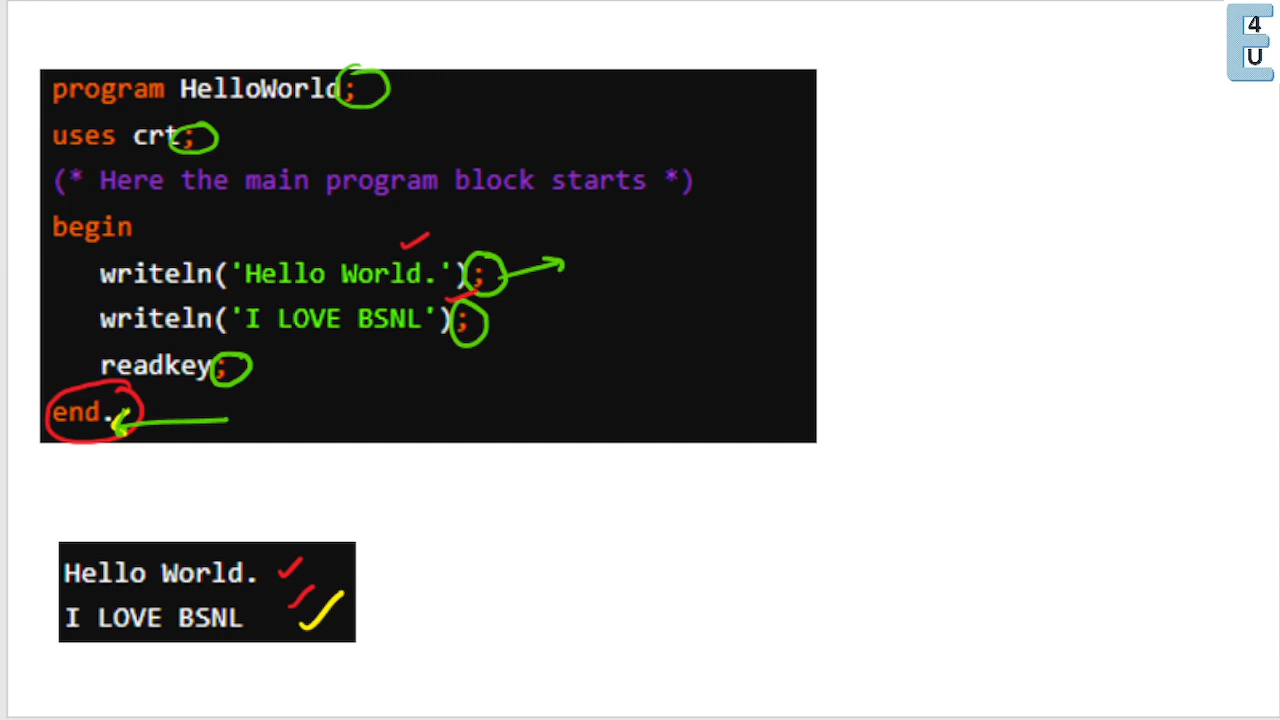 4
U
program HelloWorld;
uses crt;
(* Here the main program block starts *)
begin
writeln('Hello World.');
writeln('I LOVE BSNL');
readkey;
end.
Hello World.
I LOVE BSNL